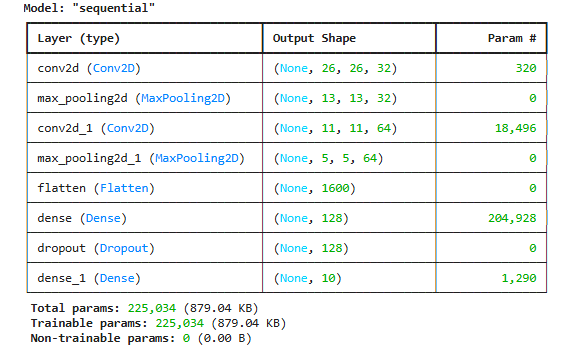 Model: "sequential"
Layer (type) Output Shape Param #
conv2d (Conv2D) (None, 26, 26, 32) 320
max_pooling2d (MaxPooling2D) (None, 13, 13, 32) 0
conv2d_1 (Conv2D) (None, 11, 11, 64) 18,496
max_pooling2d_1 (MaxPooling2D) (None, 5, 5, 64) 0
flatten (Flatten) (None, 1600) 0
dense (Dense) (None, 128) 204,928
dropout (Dropout) (None, 128) 0
dense_1 (Dense) (None, 10) 1,290
Total params: 225,034 (879.04 KB)
Trainable params: 225,034 (879.04 KB)
Non-trainable params: 0 (0.00 B)